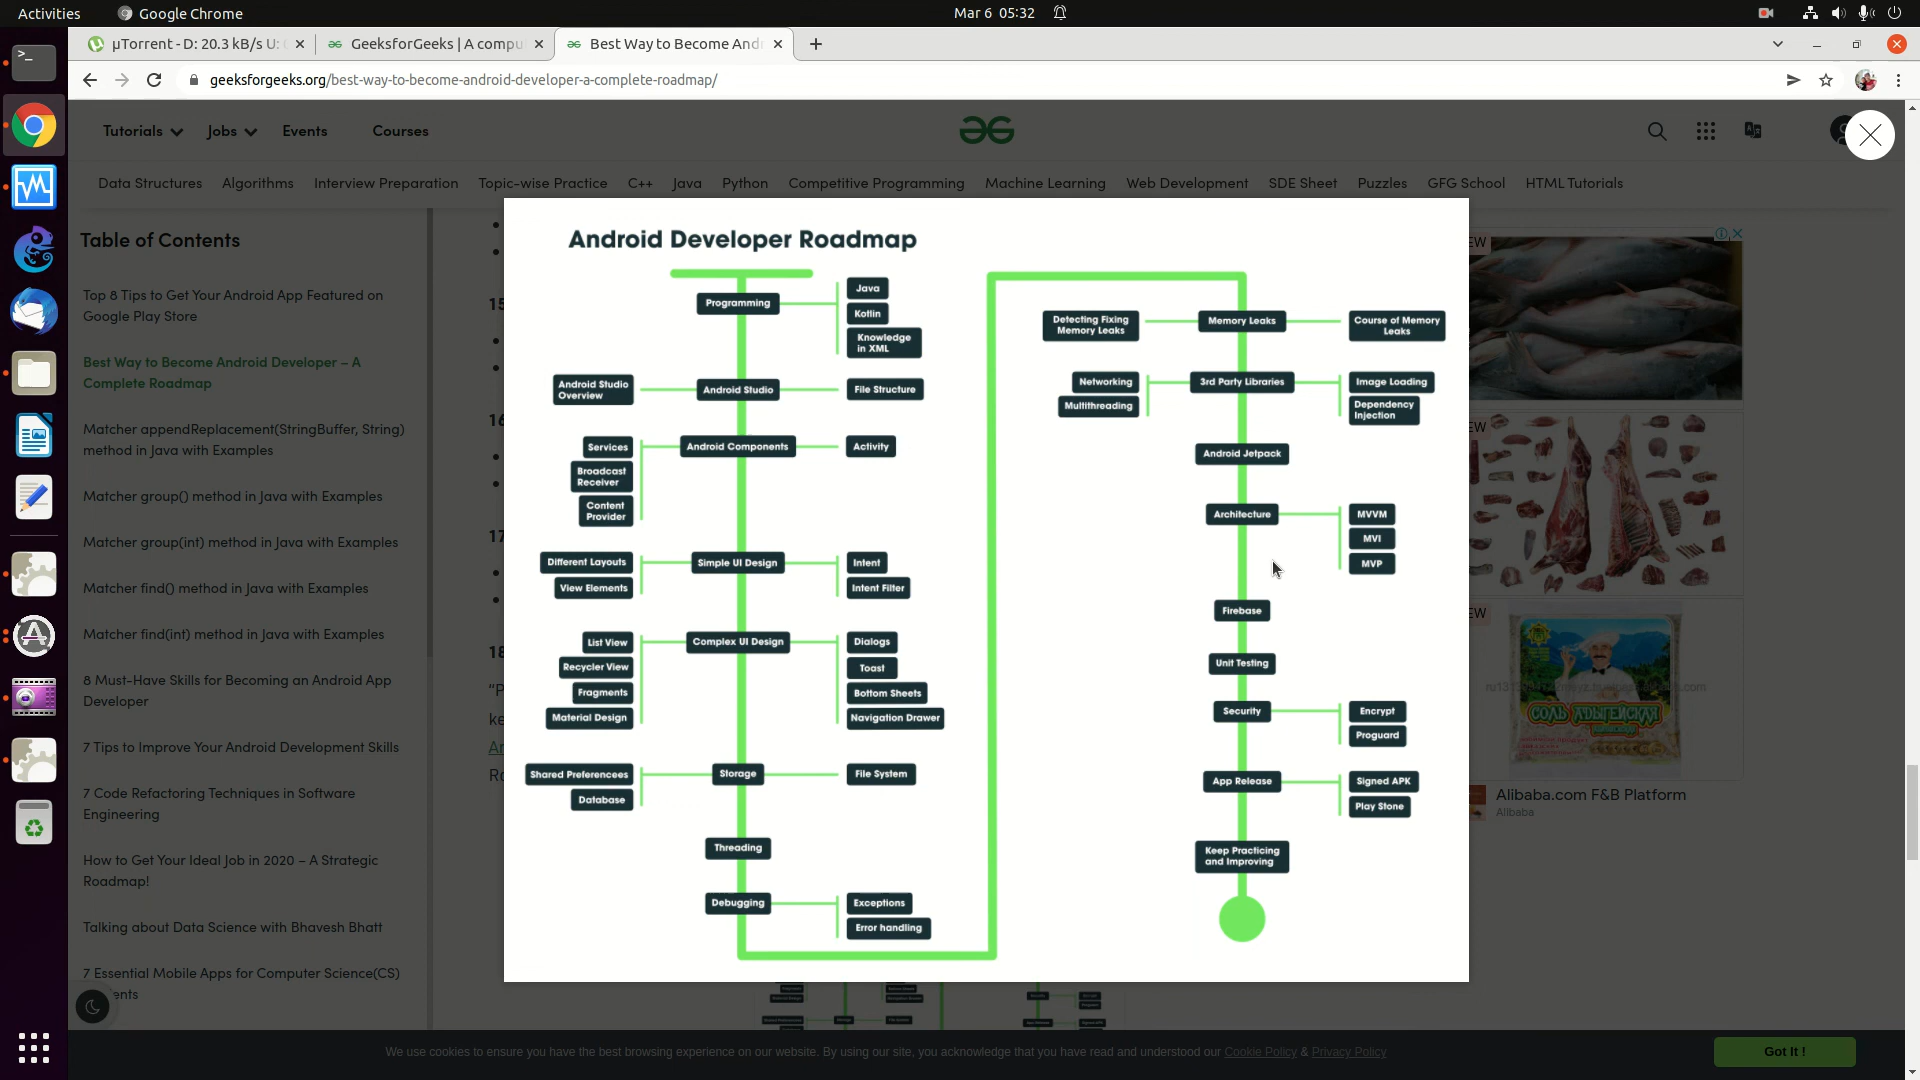 Activities
Google Chrome
Mar 6 05:32
µTorrent - D: 20.3 kB/s U:
GeeksforGeeks | A compu
Best Way to Become And
geeksforgeeks.org/best-way-to-become-android-developer-a-complete-roadmap/
Tutorials
Jobs
Events
Courses
Data Structures
Algorithms
Interview Preparation
Topic-wise Practice
C++
Java
Python
Competitive Programming
Machine Learning
Web Development
SDE Sheet
Puzzles
GFG School
HTML Tutorials
Table of Contents
Top 8 Tips to Get Your Android App Featured on
Google Play Store
Best Way to Become Android Developer – A
Complete Roadmap
Matcher appendReplacement(StringBuffer, String)
method in Java with Examples
Matcher group() method in Java with Examples
Matcher group(int) method in Java with Examples
Matcher find() method in Java with Examples
Matcher find(int) method in Java with Examples
8 Must-Have Skills for Becoming an Android App
Developer
7 Tips to Improve Your Android Development Skills
7 Code Refactoring Techniques in Software
Engineering
How to Get Your Ideal Job in 2020 – A Strategic
Roadmap!
Talking about Data Science with Bhavesh Bhatt
7 Essential Mobile Apps for Computer Science(CS)
ents
15
16
17
18
"P
ke
Ar
Ro
Android Developer Roadmap
Programming
Java
Kotlin
Knowledge
in XML
Android Studio
Overview
Android Studio
File Structure
Services
Broadcast
Receiver
Content
Provider
Android Components
Activity
Different Layouts
View Elements
Simple UI Design
Intent
Intent Filter
List View
Recycler View
Fragments
Material Design
Complex UI Design
Dialogs
Toast
Bottom Sheets
Navigation Drawer
Shared Preferencees
Database
Storage
File System
Threading
Debugging
Exceptions
Error handling
Detecting Fixing
Memory Leaks
Memory Leaks
Course of Memory
Leaks
Networking
Multithreading
3rd Party Libraries
Image Loading
Dependency
Injection
Android Jetpack
Architecture
MVVM
MVI
MVP
Firebase
Unit Testing
Security
Encrypt
Proguard
App Release
Signed APK
Play Stone
Keep Practicing
and Improving
EW
EW
EW
СОЛЬ АДЫГЕЙСКАЯ
Alibaba.com F&B Platform
Alibaba
We use cookies to ensure you have the best browsing experience on our website. By using our site, you acknowledge that you have read and understood our Cookie Policy & Privacy Policy
Got It !